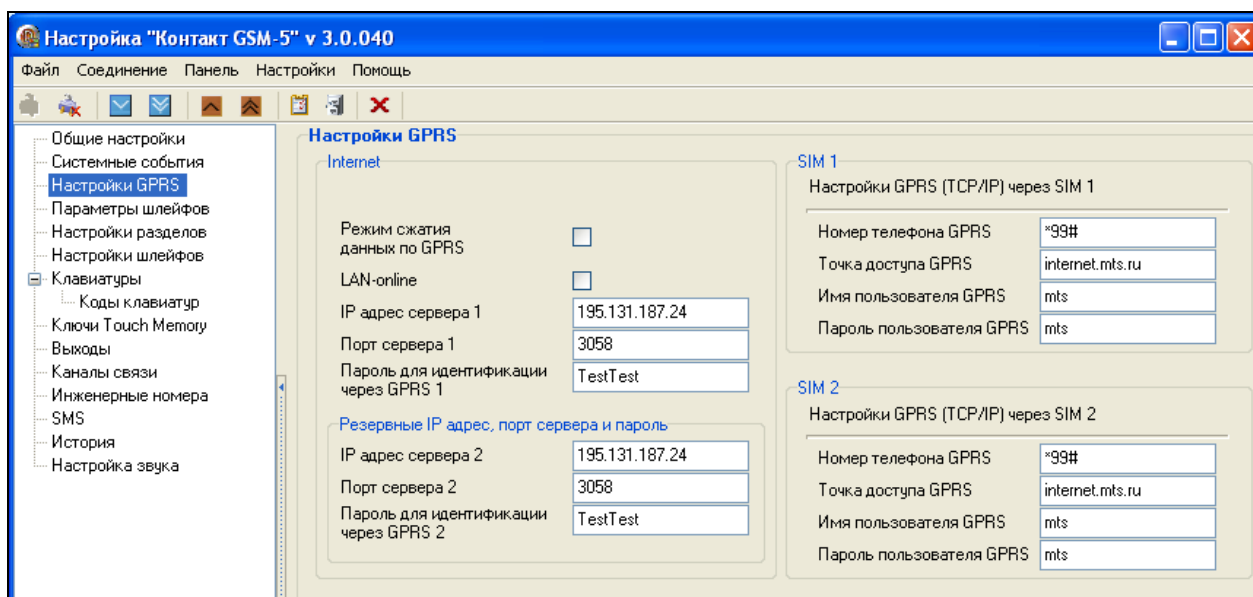 Настройка "Контакт GSM-5" v 3.0.040
Файл Соединение Панель Настройки Помощь
Общие настройки
Системные события
Настройки GPRS
Параметры шлейфов
Настройки разделов
Настройки шлейфов
Клавиатуры
Коды клавиатур
Ключи Touch Memory
Выходы
Каналы связи
Инженерные номера
SMS
История
Настройка звука
Настройки GPRS
Internet
Режим сжатия
данных по GPRS
LAN-online
IP адрес сервера 1 195.131.187.24
Порт сервера 1 3058
Пароль для идентификации
через GPRS 1 TestTest
Резервные IP адрес, порт сервера и пароль
IP адрес сервера 2 195.131.187.24
Порт сервера 2 3058
Пароль для идентификации
через GPRS 2 TestTest
SIM 1
Настройки GPRS (TCP/IP) через SIM 1
Номер телефона GPRS *99#
Точка доступа GPRS internet.mts.ru
Имя пользователя GPRS mts
Пароль пользователя GPRS mts
SIM 2
Настройки GPRS (TCP/IP) через SIM 2
Номер телефона GPRS *99#
Точка доступа GPRS internet.mts.ru
Имя пользователя GPRS mts
Пароль пользователя GPRS mts